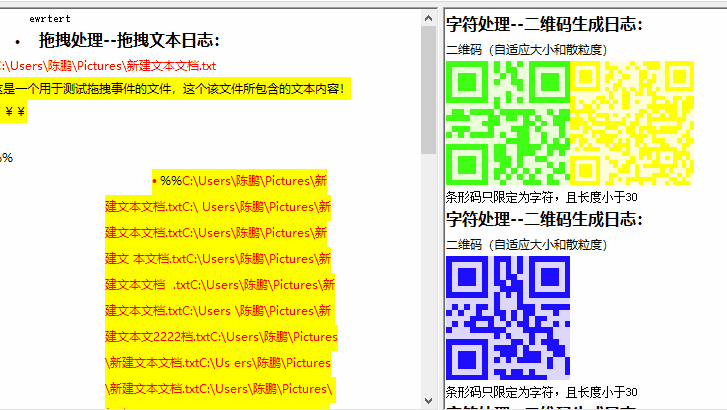 ewrtert
• 拖拽处理--拖拽文本日志：
:\Users\陈鹏\Pictures\新建文本文档.txt
这是一个用于测试拖拽事件的文件，这个该文件所包含的文本内容！
￥￥
%
• %%C:\Users\陈鹏\Pictures\新
建文本文档.txtC:\ Users\陈鹏\Pictures\新
建文本文档.txtC:\Users\陈鹏\Pictures\新
建文 本文档.txtC:\Users\陈鹏\Pictures\新
建文本文档 .txtC:\Users\陈鹏\Pictures\新
建文本文档.txtC:\Users \陈鹏\Pictures\新
建文本文2222档.txtC:\Users\陈鹏\Pictures
\新建文本文档.txtC:\Us ers\陈鹏\Pictures
\新建文本文档.txtC:\Users\陈鹏\Pictures\
字符处理--二维码生成日志：
二维码（自适应大小和散粒度）
条形码只限定为字符，且长度小于30
字符处理--二维码生成日志：
二维码（自适应大小和散粒度）
条形码只限定为字符，且长度小于30